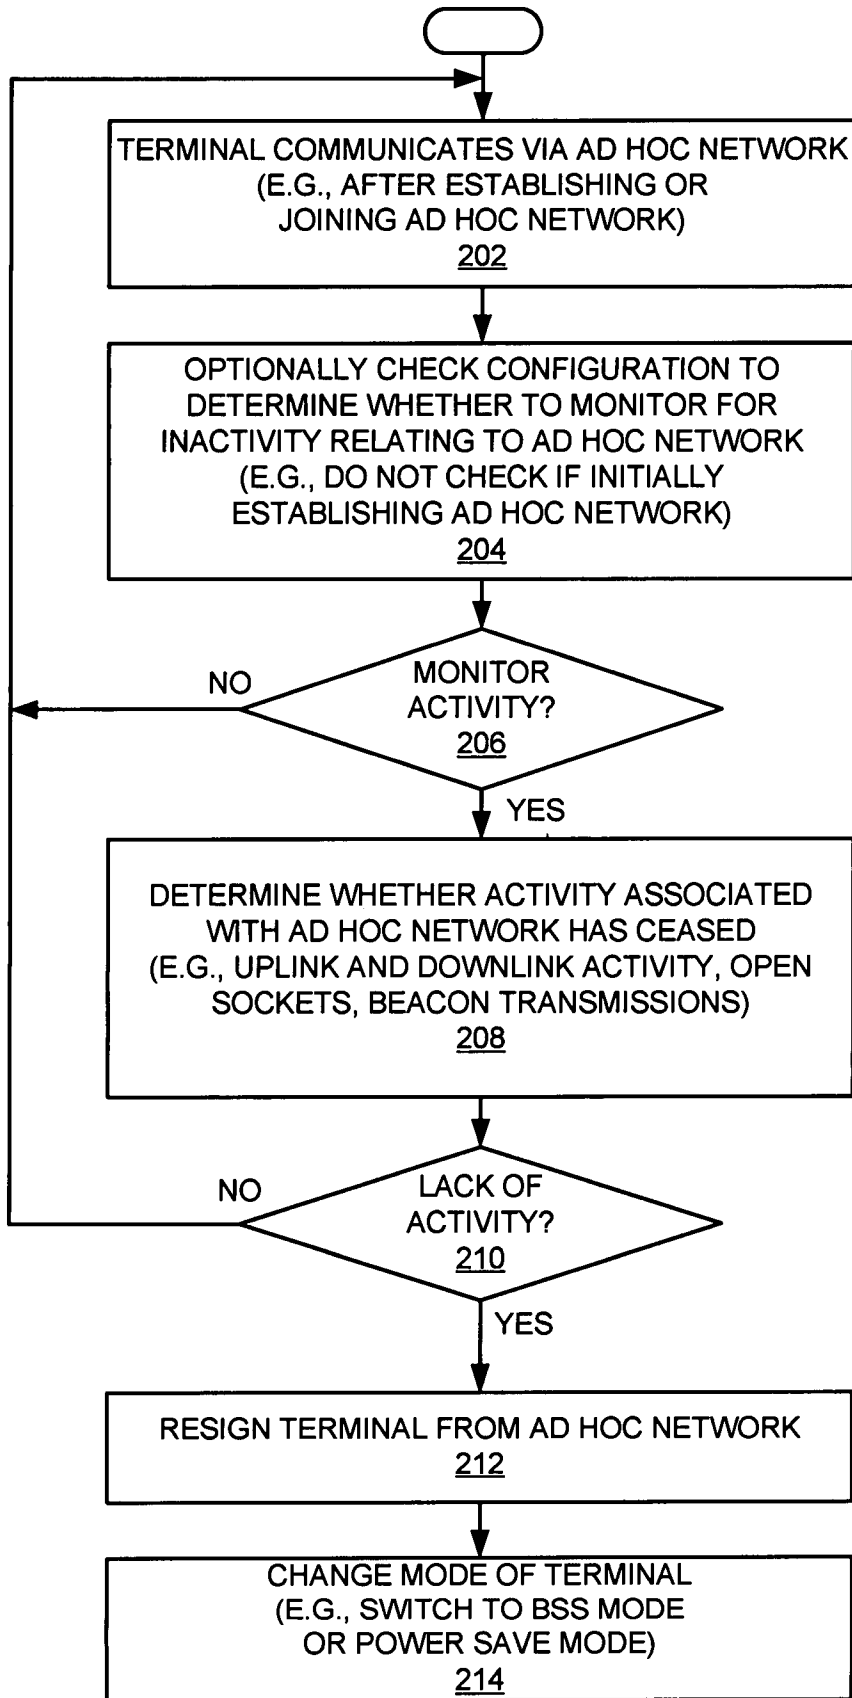 TERMINAL COMMUNICATES VIA AD HOC NETWORK
(E.G., AFTER ESTABLISHING OR
JOINING AD HOC NETWORK)
202
OPTIONALLY CHECK CONFIGURATION TO
DETERMINE WHETHER TO MONITOR FOR
INACTIVITY RELATING TO AD HOC NETWORK
(E.G., DO NOT CHECK IF INITIALLY
ESTABLISHING AD HOC NETWORK)
204
NO
MONITOR
ACTIVITY?
206
YES
DETERMINE WHETHER ACTIVITY ASSOCIATED
WITH AD HOC NETWORK HAS CEASED
(E.G., UPLINK AND DOWNLINK ACTIVITY, OPEN
SOCKETS, BEACON TRANSMISSIONS)
208
NO
LACK OF
ACTIVITY?
210
YES
RESIGN TERMINAL FROM AD HOC NETWORK
212
CHANGE MODE OF TERMINAL
(E.G., SWITCH TO BSS MODE
OR POWER SAVE MODE)
214